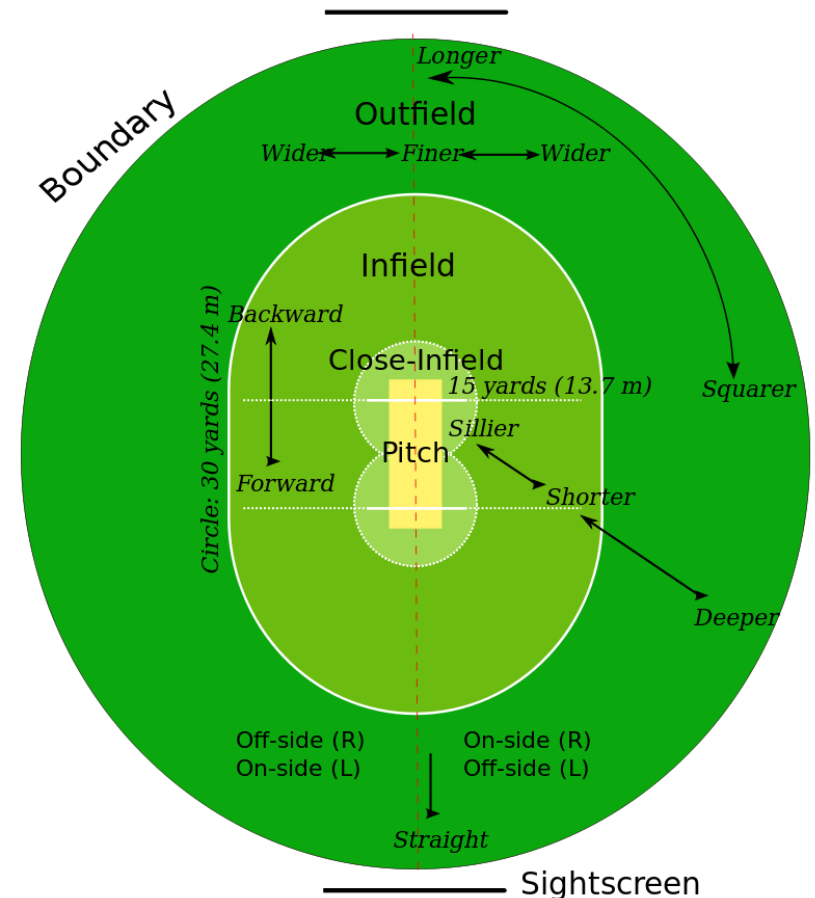 Longer
Boundary
Outfield
Wider Finer Wider
Infield
Circle: 30 yards (27.4 m)
Backward
Close-Infield
15 yards (13.7 m)
Squarer
Sillier
Pitch
Forward
Shorter
Deeper
Off-side (R)
On-side (L)
On-side (R)
Off-side (L)
Straight
Sightscreen